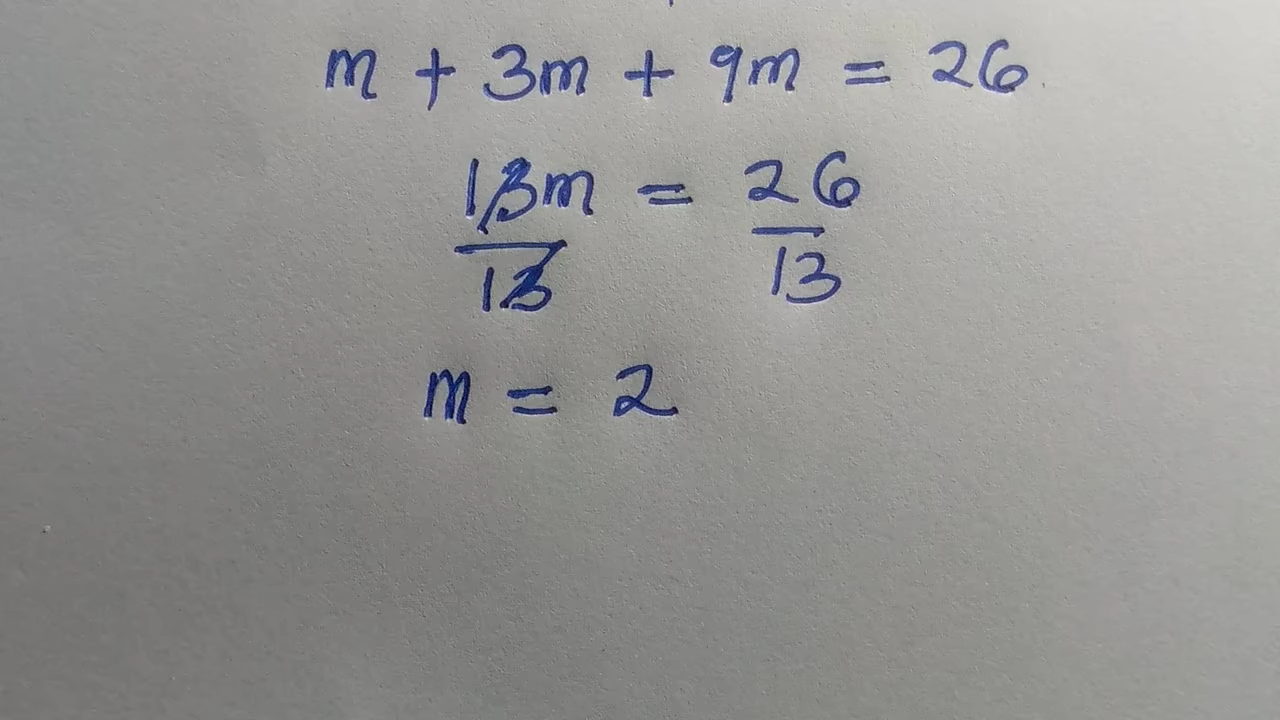 m + 3m + 9m = 26
13m/13 = 26/13
m = 2